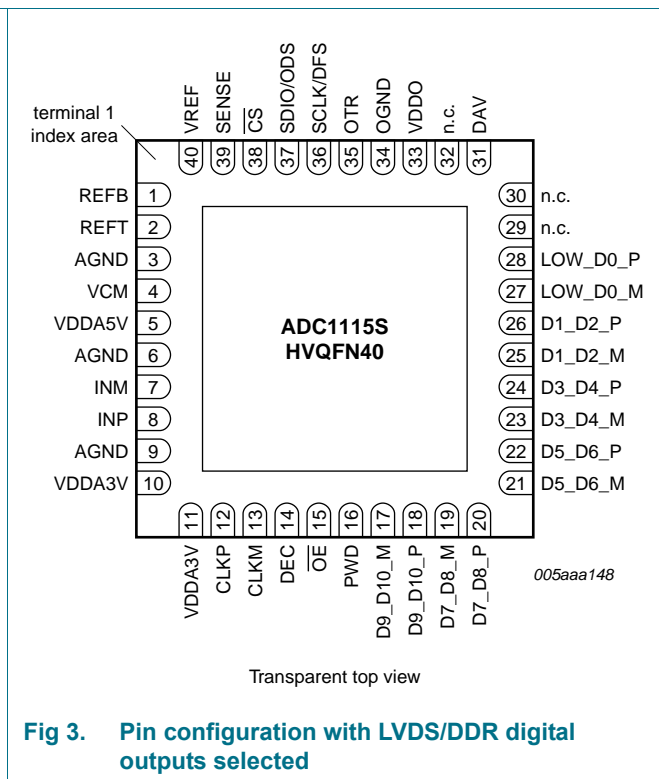 terminal 1
index area
VREF
SENSE
CS
SDIO/ODS
SCLK/DFS
OTR
OGND
VDDO
n.c.
DAV
40
39
38
37
36
35
34
33
32
31
REFB 1
REFT 2
AGND 3
VCM 4
VDDA5V 5
AGND 6
INM 7
INP 8
AGND 9
VDDA3V 10
ADC1115S
HVQFN40
30 n.c.
29 n.c.
28 LOW_D0_P
27 LOW_D0_M
26 D1_D2_P
25 D1_D2_M
24 D3_D4_P
23 D3_D4_M
22 D5_D6_P
21 D5_D6_M
11
12
13
14
15
16
17
18
19
20
VDDA3V
CLKP
CLKM
DEC
OE
PWD
D9_D10_M
D9_D10_P
D7_D8_M
D7_D8_P
005aaa148
Transparent top view
Fig 3. Pin configuration with LVDS/DDR digital
outputs selected